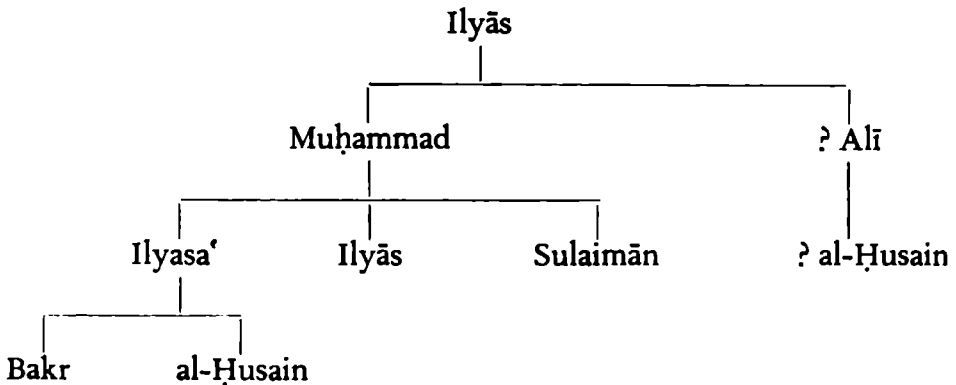 Ilyās
Muḥammad ? Alī
Ilyasaʿ Ilyās Sulaimān ? al-Ḥusain
Bakr al-Ḥusain